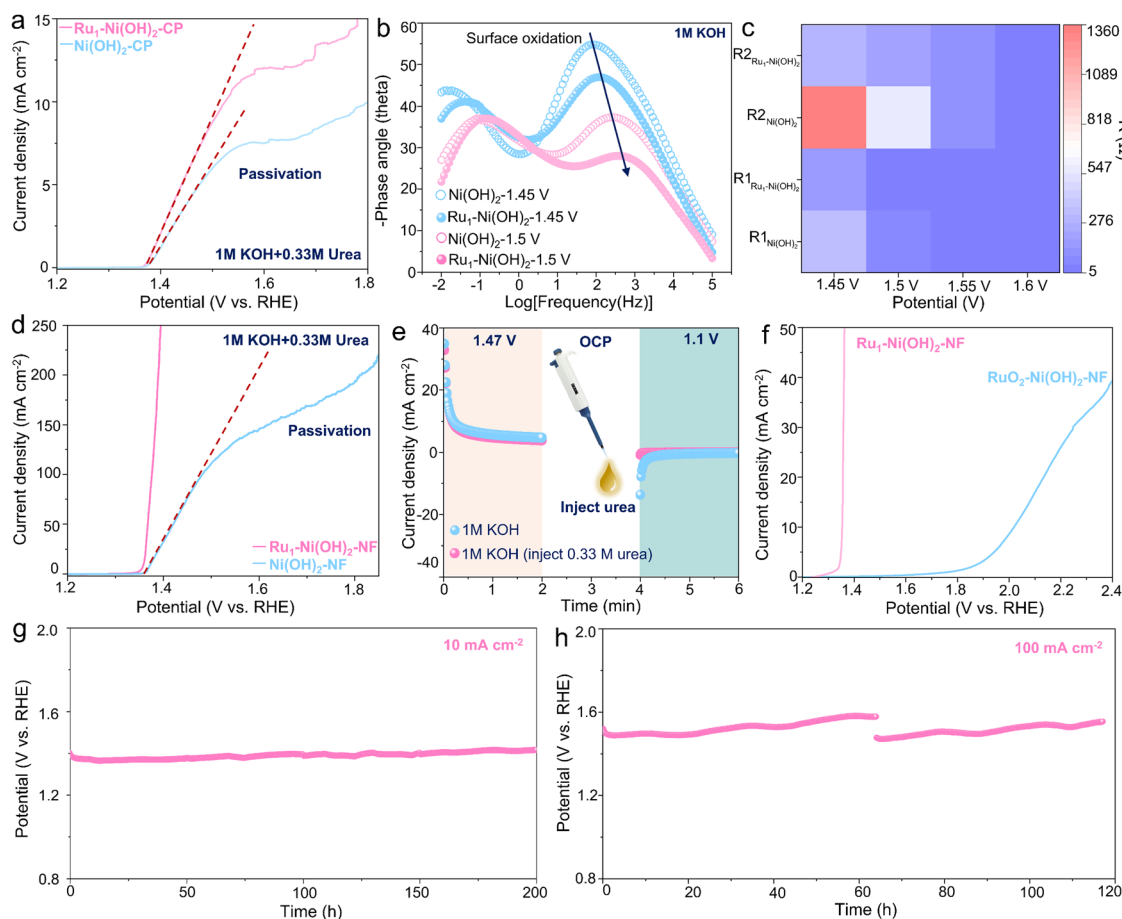 a
15
10
5
0
Current density (mA cm⁻²)
Ru₁-Ni(OH)₂-CP
Ni(OH)₂-CP
Passivation
1M KOH+0.33M Urea
1.2 1.4 1.6 1.8
Potential (V vs. RHE)
b
60
50
40
30
20
10
0
-Phase angle (theta)
1M KOH
Surface oxidation
Ni(OH)₂-1.45 V
Ru₁-Ni(OH)₂-1.45 V
Ni(OH)₂-1.5 V
Ru₁-Ni(OH)₂-1.5 V
-2 -1 0 1 2 3 4 5
Log[Frequency(Hz)]
c
R2Ru₁-Ni(OH)₂
R2Ni(OH)₂
R1Ru₁-Ni(OH)₂
R1Ni(OH)₂
1.45 V 1.5 V 1.55 V 1.6 V
Potential (V)
1360
1089
818
547
276
5
d
250
200
150
100
50
0
Current density (mA cm⁻²)
1M KOH+0.33M Urea
Passivation
Ru₁-Ni(OH)₂-NF
Ni(OH)₂-NF
1.2 1.4 1.6 1.8
Potential (V vs. RHE)
e
40
20
0
-20
-40
Current density (mA cm⁻²)
1.47 V OCP 1.1 V
Inject urea
1M KOH
1M KOH (inject 0.33 M urea)
0 1 2 3 4 5 6
Time (min)
f
50
40
30
20
10
0
Current density (mA cm⁻²)
Ru₁-Ni(OH)₂-NF
RuO₂-Ni(OH)₂-NF
1.2 1.4 1.6 1.8 2.0 2.2 2.4
Potential (V vs. RHE)
g
2.0
1.6
1.2
0.8
Potential (V vs. RHE)
10 mA cm⁻²
0 50 100 150 200
Time (h)
h
2.0
1.6
1.2
0.8
Potential (V vs. RHE)
100 mA cm⁻²
0 20 40 60 80 100 120
Time (h)